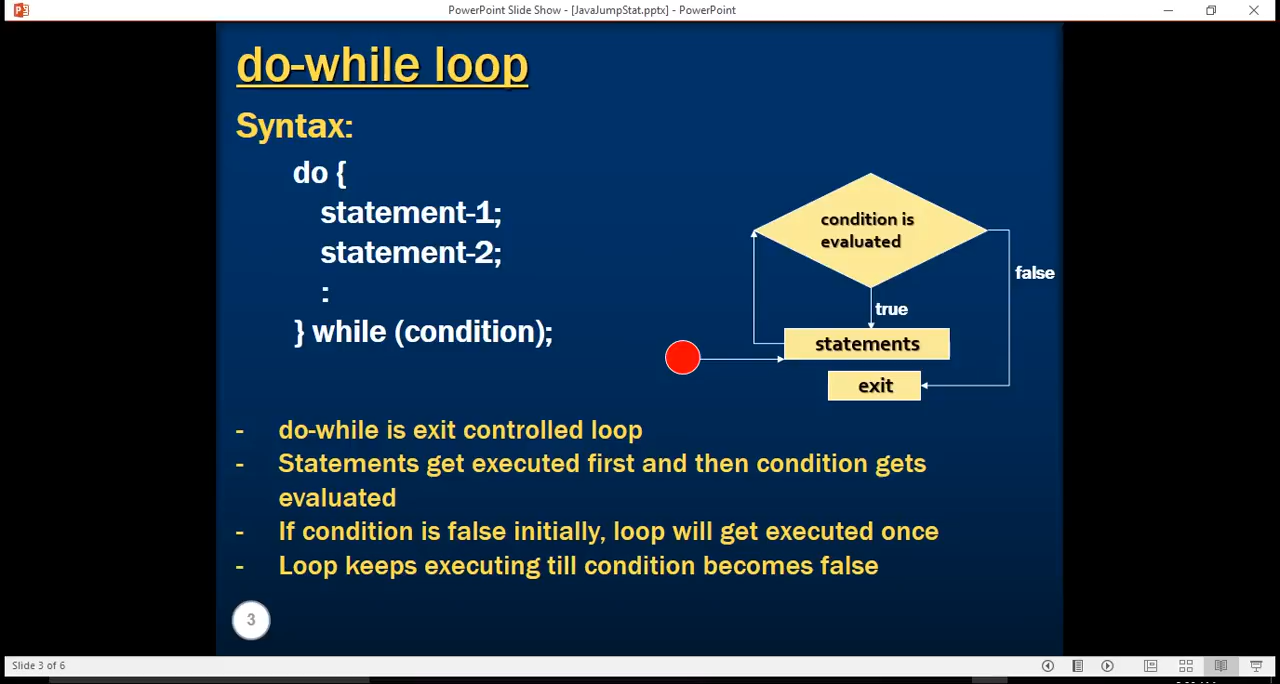 PowerPoint Slide Show - [JavaJumpStat.pptx] - PowerPoint
do-while loop
Syntax:
do {
statement-1;
statement-2;
:
} while (condition);
condition is
evaluated
false
true
statements
exit
- do-while is exit controlled loop
- Statements get executed first and then condition gets
evaluated
- If condition is false initially, loop will get executed once
- Loop keeps executing till condition becomes false
3
Slide 3 of 6